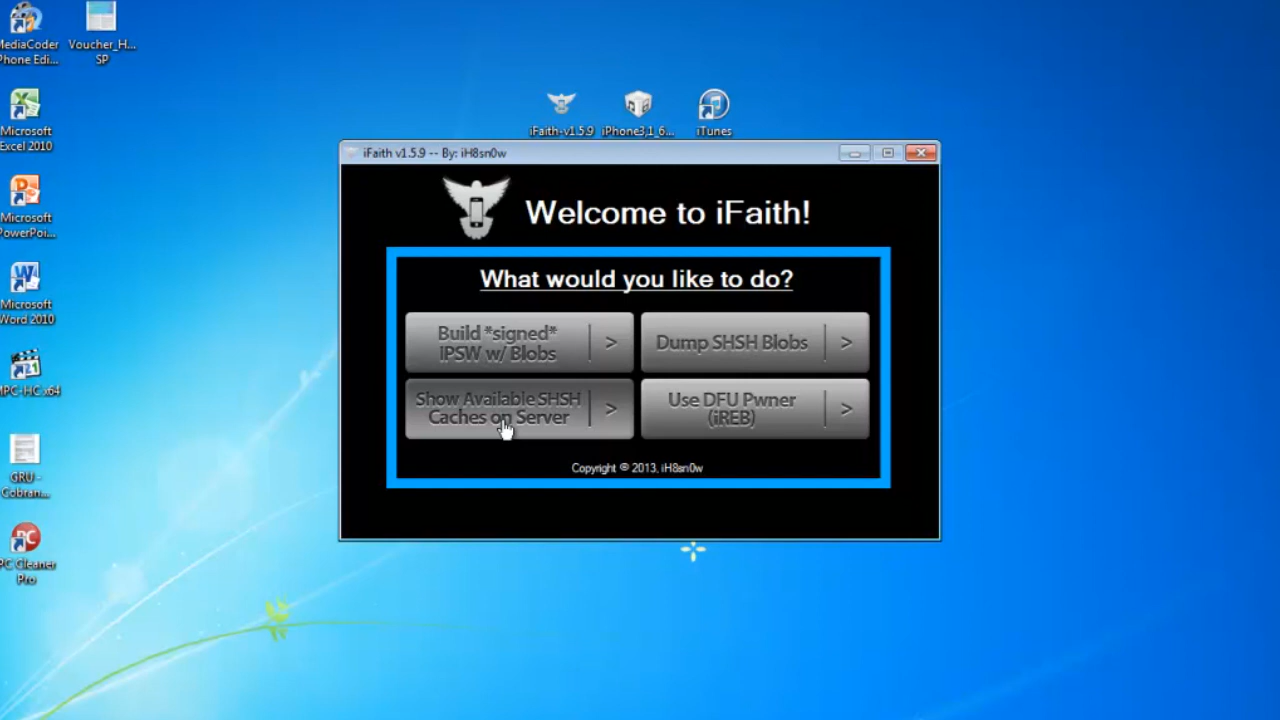 MediaCoder
Phone Edi...
Voucher_H...
SP
Microsoft
Excel 2010
Microsoft
PowerPoi...
Microsoft
Word 2010
MPC-HC x64
GRU -
Cobran...
PC Cleaner
Pro
iFaith-v1.5.9
iPhone3,1_6...
iTunes
iFaith v1.5.9 -- By: iH8sn0w
Welcome to iFaith!
What would you like to do?
Build *signed*
IPSW w/ Blobs
>
Dump SHSH Blobs
>
Show Available SHSH
Caches on Server
>
Use DFU Pwner
(iREB)
>
Copyright © 2013, iH8sn0w